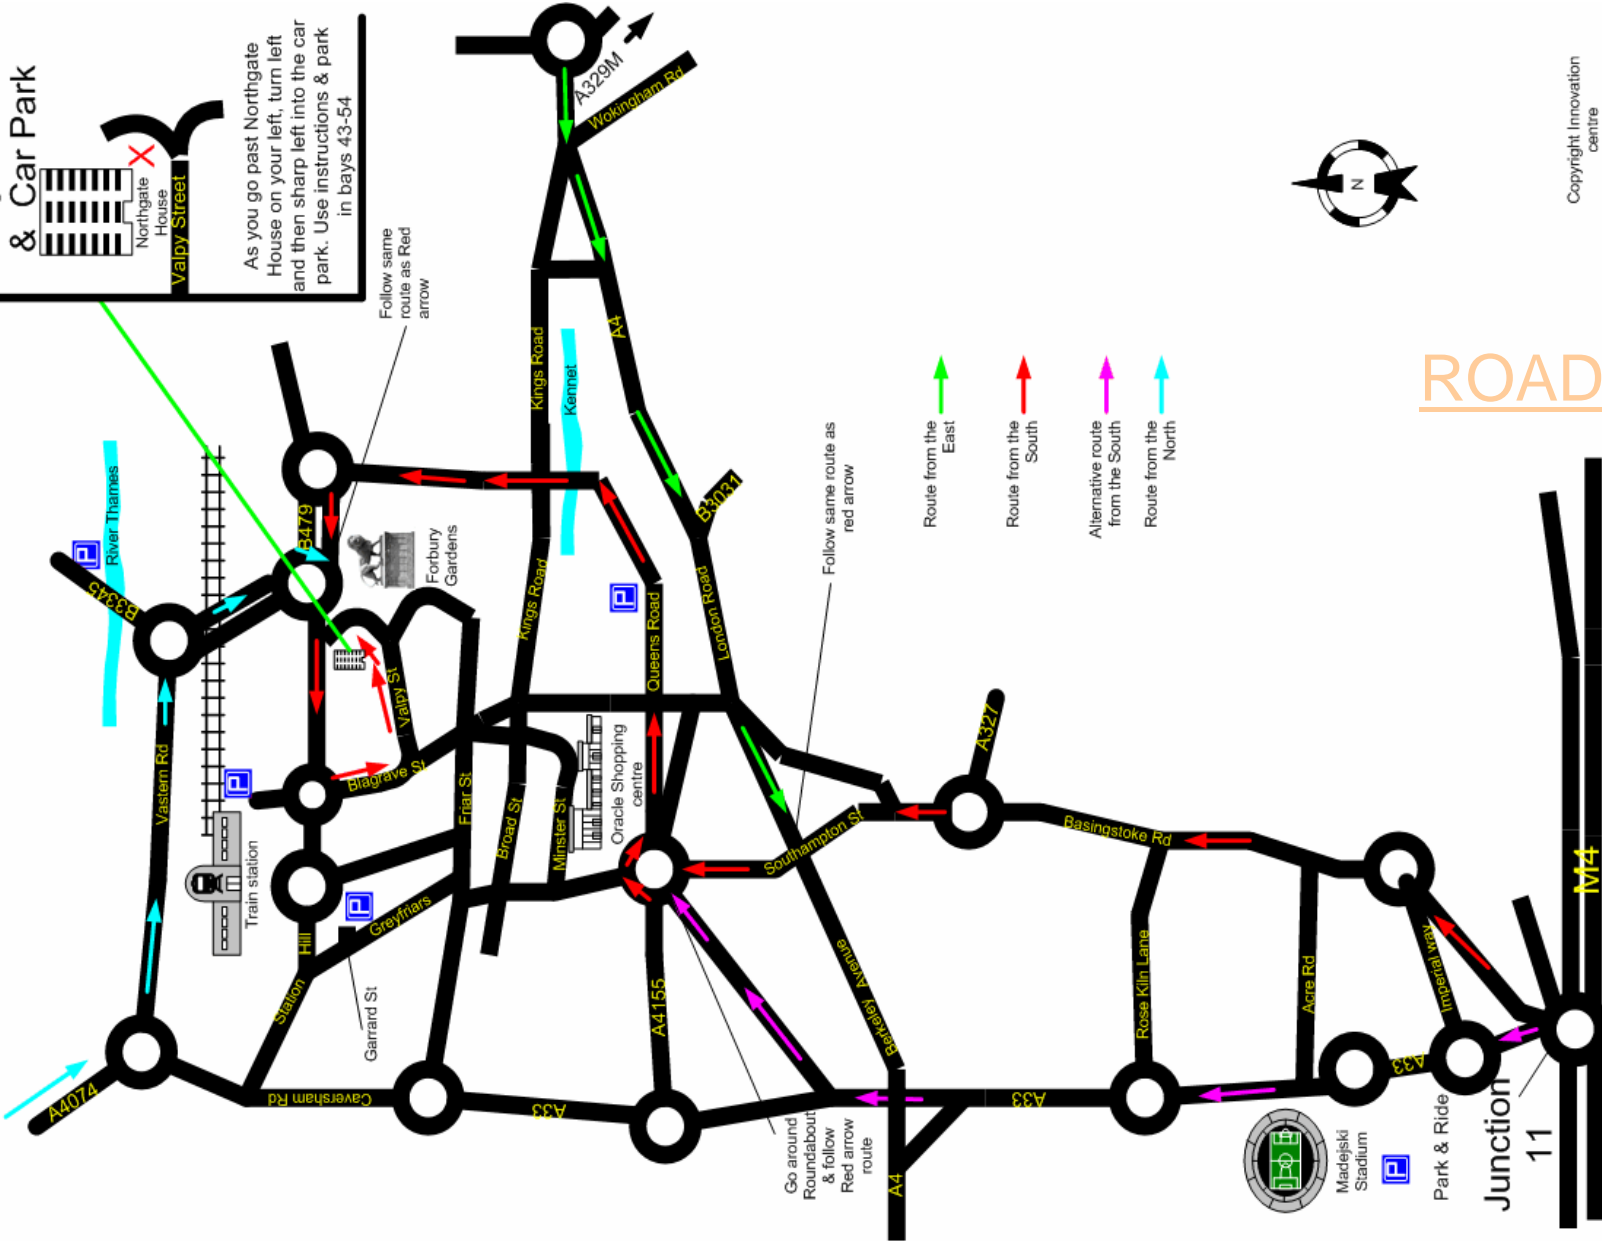 & Car Park
Northgate
House
Valpy Street
As you go past Northgate
House on your left, turn left
and then sharp left into the car
park. Use instructions & park
in bays 43-54
A329M
Wokingham Rd
Follow same
route as Red
arrow
Kings Road
A4
Kennet
River Thames
B3345
B479
Forbury
Gardens
B3031
Kings Road
Queens Road
London Road
Follow same route as
red arrow
Route from the
East
Route from the
South
Alternative route
from the South
Route from the
North
N
Copyright Innovation
centre
ROAD
Vastern Rd
Valpy St
Blagrave St
Friar St
Broad St
Minster St
Oracle Shopping
centre
Train station
Southampton St
A327
Basingstoke Rd
Greyfriars
Station
Hill
Garrard St
A4074
Caversham Rd
A33
A4155
Berkeley Avenue
A33
Rose Kiln Lane
Acre Rd
Imperial way
A33
M4
Go around
Roundabout
& follow
Red arrow
route
A4
Madejski
Stadium
Park & Ride
Junction
11
P
P
P
P
P